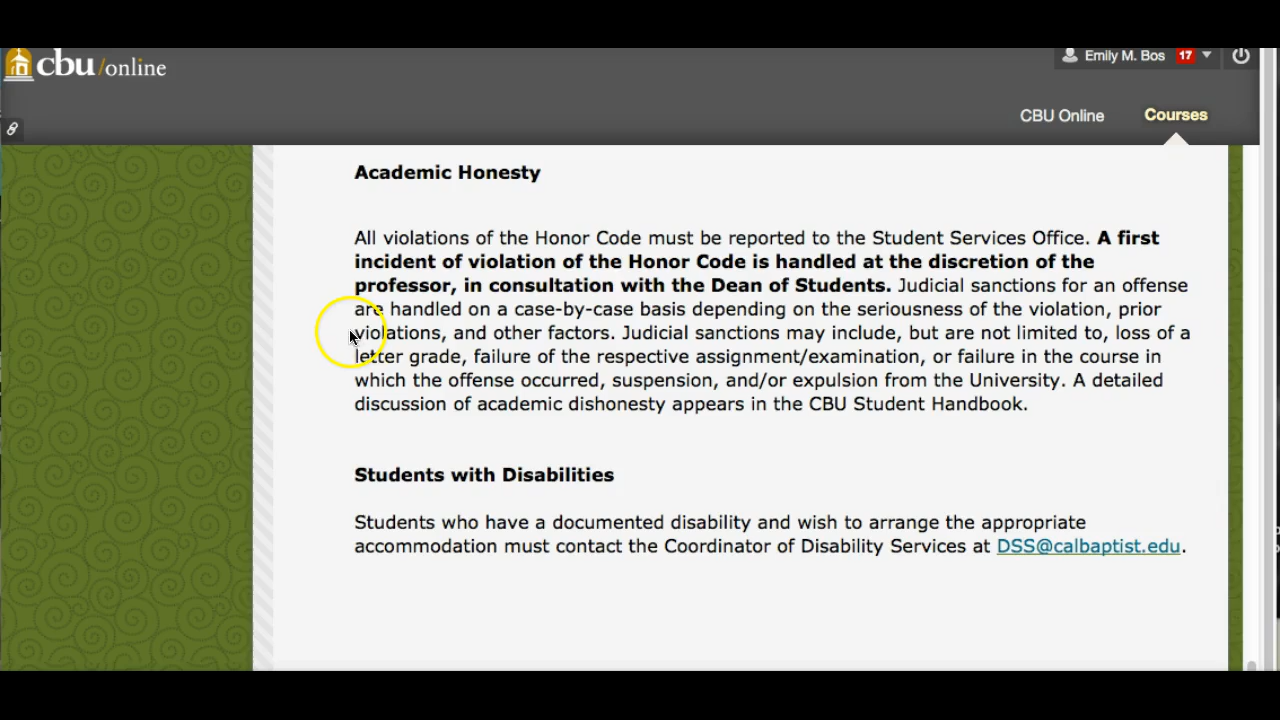 cbu/online
Emily M. Bos 17
CBU Online Courses
Academic Honesty
All violations of the Honor Code must be reported to the Student Services Office. A first
incident of violation of the Honor Code is handled at the discretion of the
professor, in consultation with the Dean of Students. Judicial sanctions for an offense
are handled on a case-by-case basis depending on the seriousness of the violation, prior
violations, and other factors. Judicial sanctions may include, but are not limited to, loss of a
letter grade, failure of the respective assignment/examination, or failure in the course in
which the offense occurred, suspension, and/or expulsion from the University. A detailed
discussion of academic dishonesty appears in the CBU Student Handbook.
Students with Disabilities
Students who have a documented disability and wish to arrange the appropriate
accommodation must contact the Coordinator of Disability Services at DSS@calbaptist.edu.